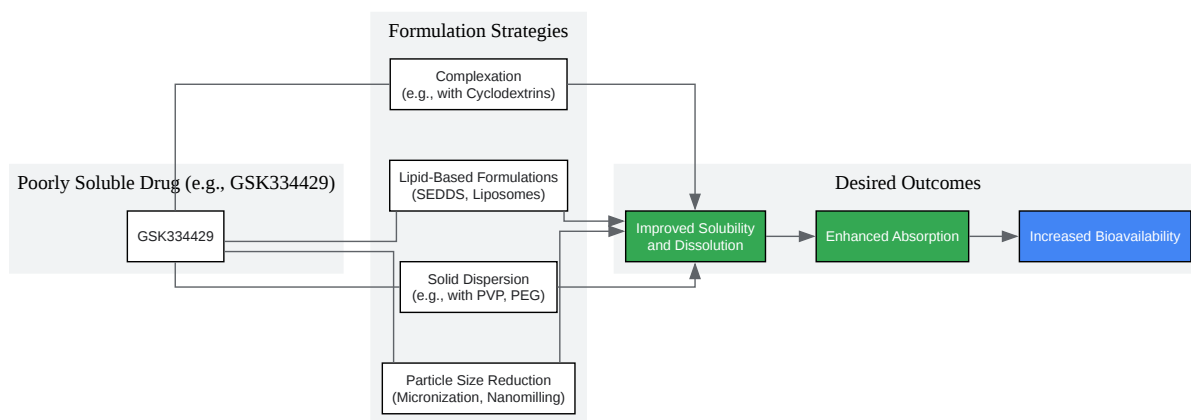 Formulation Strategies
Complexation
(e.g., with Cyclodextrins)
Lipid-Based Formulations
(SEDDS, Liposomes)
Poorly Soluble Drug (e.g., GSK334429)
Desired Outcomes
GSK334429
Improved Solubility
and Dissolution
Enhanced Absorption
Increased Bioavailability
Solid Dispersion
(e.g., with PVP, PEG)
Particle Size Reduction
(Micronization, Nanomilling)